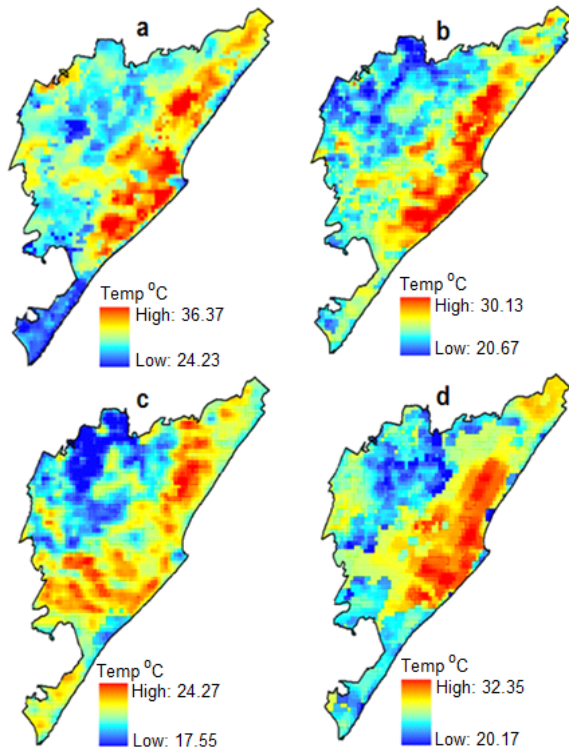 a
b
Temp °C
High: 36.37
Low: 24.23
Temp °C
High: 30.13
Low: 20.67
c
d
Temp °C
High: 24.27
Low: 17.55
Temp °C
High: 32.35
Low: 20.17